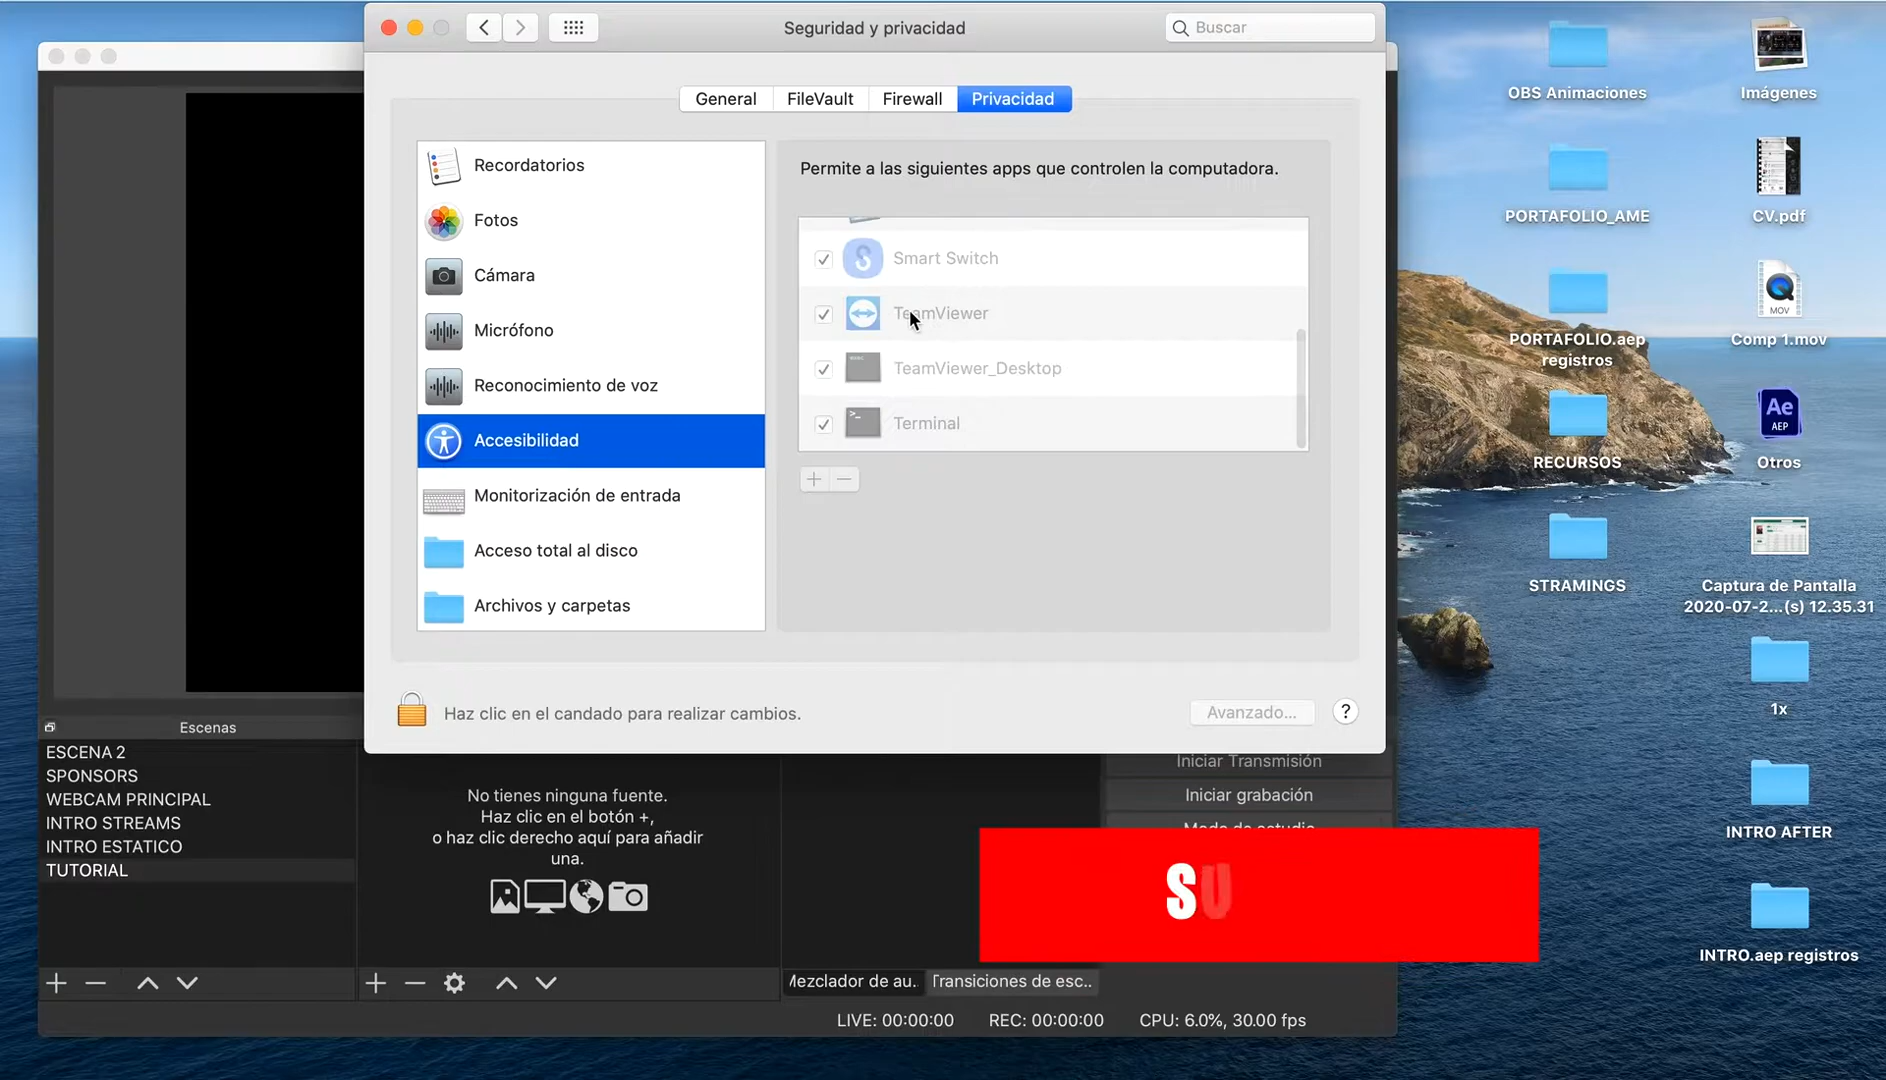 Seguridad y privacidad
Buscar
General
FileVault
Firewall
Privacidad
Recordatorios
Fotos
Cámara
Micrófono
Reconocimiento de voz
Accesibilidad
Monitorización de entrada
Acceso total al disco
Archivos y carpetas
Permite a las siguientes apps que controlen la computadora.
Smart Switch
TeamViewer
TeamViewer_Desktop
Terminal
Haz clic en el candado para realizar cambios.
Avanzado...
?
Escenas
ESCENA 2
SPONSORS
WEBCAM PRINCIPAL
INTRO STREAMS
INTRO ESTATICO
TUTORIAL
No tienes ninguna fuente.
Haz clic en el botón +,
o haz clic derecho aquí para añadir
una.
Iniciar Transmisión
Iniciar grabación
Modo de estudio
SU
Mezclador de au..
Transiciones de esc..
LIVE: 00:00:00
REC: 00:00:00
CPU: 6.0%, 30.00 fps
OBS Animaciones
Imágenes
PORTAFOLIO_AME
CV.pdf
PORTAFOLIO.aep
registros
MOV
Comp 1.mov
RECURSOS
Ae
AEP
Otros
STRAMINGS
Captura de Pantalla
2020-07-2...(s) 12.35.31
1x
INTRO AFTER
INTRO.aep registros